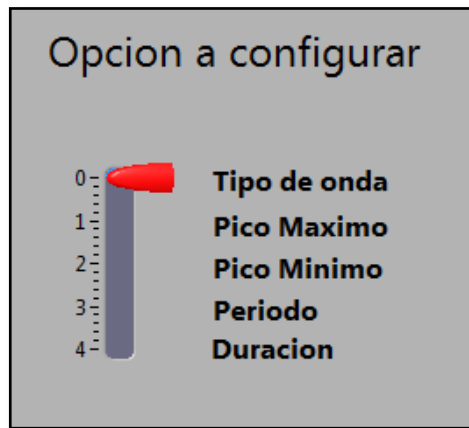 Opcion a configurar
0 Tipo de onda
1 Pico Maximo
2 Pico Minimo
3 Periodo
4 Duracion